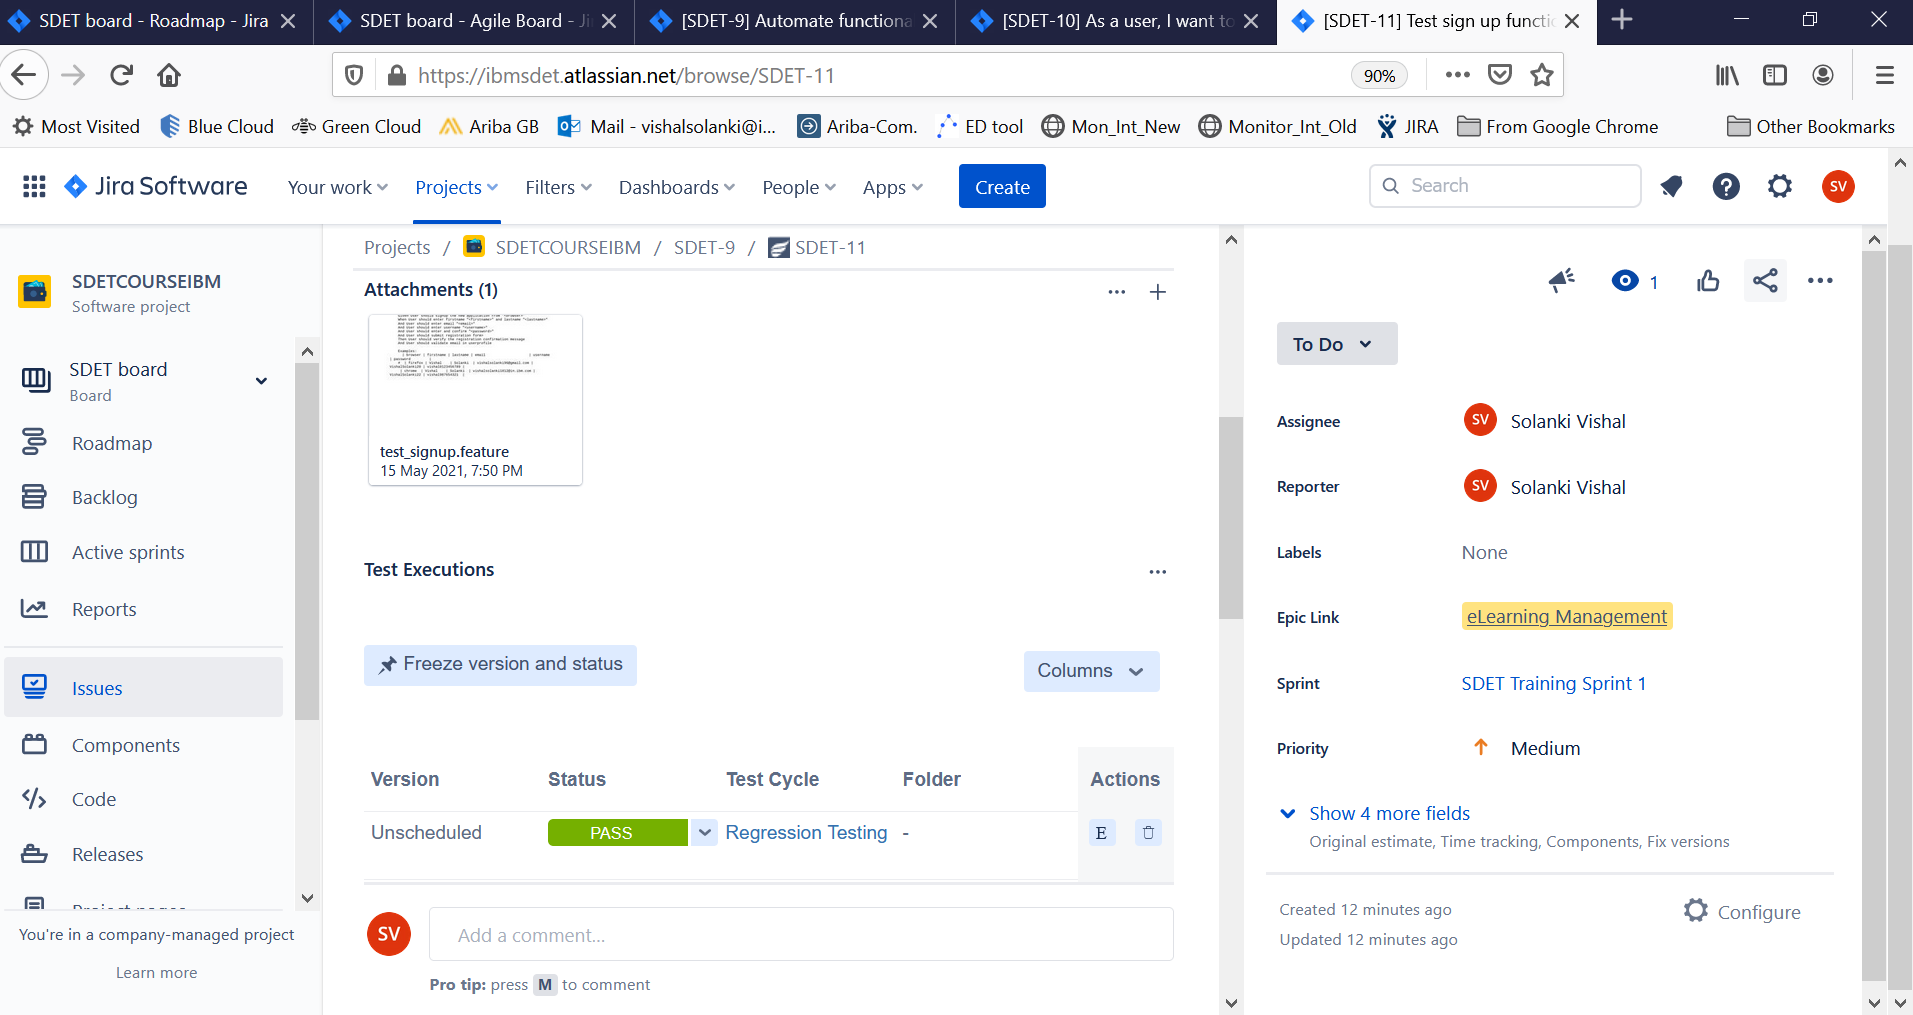 SDET board - Roadmap - Jira
SDET board - Agile Board - Ji
[SDET-9] Automate functiona
[SDET-10] As a user, I want to
[SDET-11] Test sign up functio
https://ibmsdet.atlassian.net/browse/SDET-11
90%
Most Visited
Blue Cloud
Green Cloud
Ariba GB
Mail - vishalsolanki@i...
Ariba-Com.
ED tool
Mon_Int_New
Monitor_Int_Old
JIRA
From Google Chrome
Other Bookmarks
Jira Software
Your work
Projects
Filters
Dashboards
People
Apps
Create
Search
SV
SDETCOURSEIBM
Software project
SDET board
Board
Roadmap
Backlog
Active sprints
Reports
Issues
Components
Code
Releases
Project pages
You're in a company-managed project
Learn more
Projects / SDETCOURSEIBM / SDET-9 / SDET-11
Attachments (1)
test_signup.feature
15 May 2021, 7:50 PM
Test Executions
Freeze version and status
Columns
Version Status Test Cycle Folder Actions
Unscheduled PASS Regression Testing - E
SV
Add a comment...
Pro tip: press M to comment
1
To Do
Assignee SV Solanki Vishal
Reporter SV Solanki Vishal
Labels None
Epic Link eLearning Management
Sprint SDET Training Sprint 1
Priority Medium
Show 4 more fields
Original estimate, Time tracking, Components, Fix versions
Created 12 minutes ago
Updated 12 minutes ago
Configure